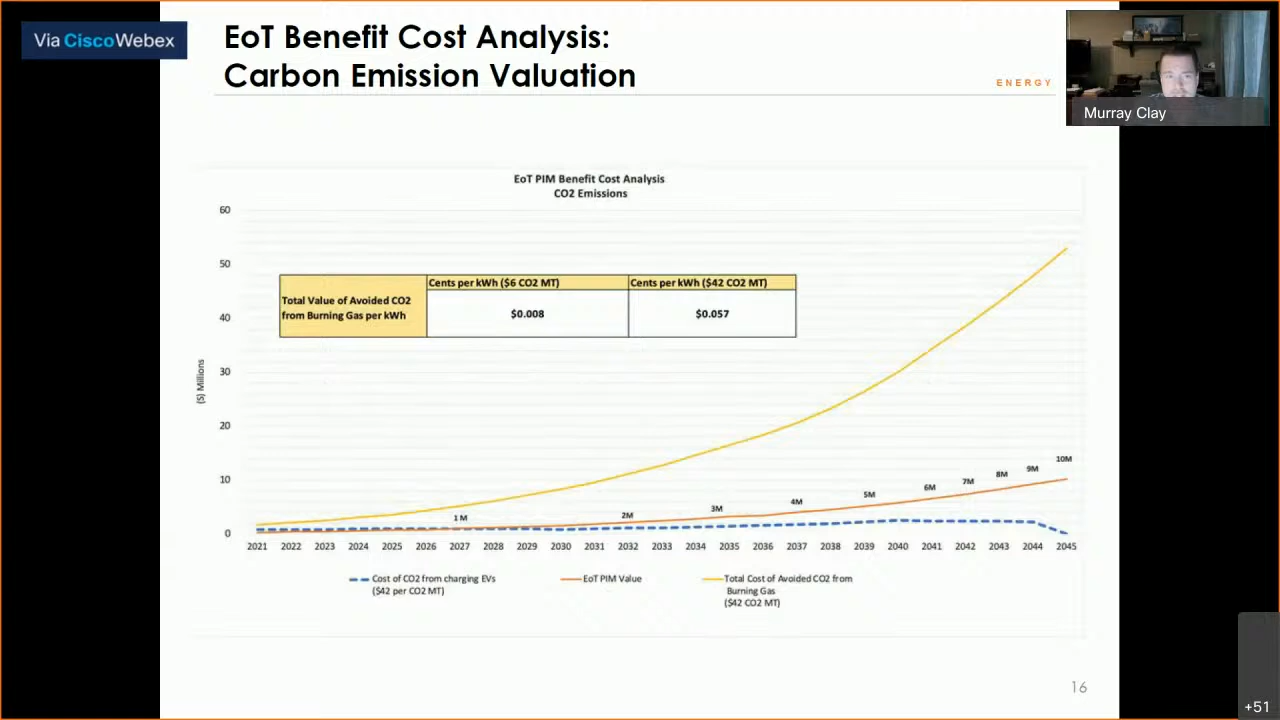 Via Cisco Webex
EoT Benefit Cost Analysis:
Carbon Emission Valuation
ENERGY
Murray Clay
EoT PIM Benefit Cost Analysis
CO2 Emissions
60
50
40
30
20
10
0
($) Millions
Total Value of Avoided CO2
from Burning Gas per kWh
Cents per kWh ($6 CO2 MT)
Cents per kWh ($42 CO2 MT)
$0.008
$0.057
1 M
2M
3M
4M
5M
6M
7M
8M
9M
10M
2021 2022 2023 2024 2025 2026 2027 2028 2029 2030 2031 2032 2033 2034 2035 2036 2037 2038 2039 2040 2041 2042 2043 2044 2045
Cost of CO2 from charging EVs
($42 per CO2 MT)
EoT PIM Value
Total Cost of Avoided CO2 from
Burning Gas
($42 CO2 MT)
16
+51